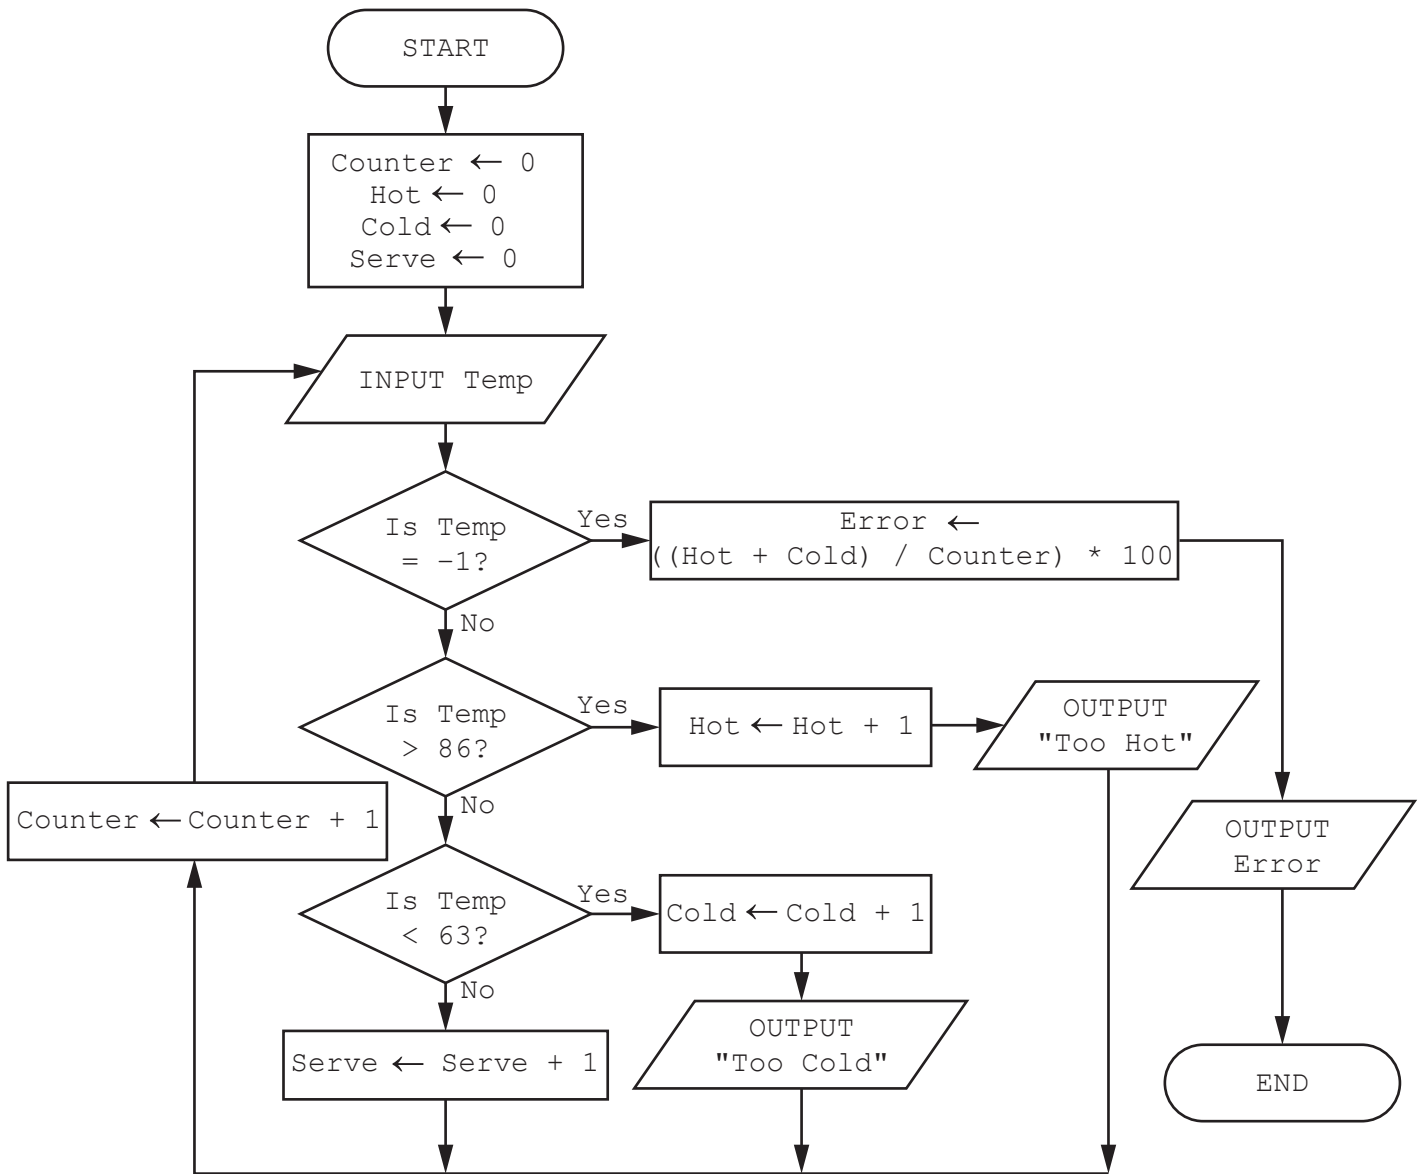 START
Counter ← 0
Hot ← 0
Cold ← 0
Serve ← 0
INPUT Temp
Is Temp
= –1?
Yes
Error ←
((Hot + Cold) / Counter) * 100
No
Is Temp
> 86?
Yes
Hot ← Hot + 1
OUTPUT
"Too Hot"
No
Counter ← Counter + 1
OUTPUT
Error
Is Temp
< 63?
Yes
Cold ← Cold + 1
No
OUTPUT
"Too Cold"
Serve ← Serve + 1
END